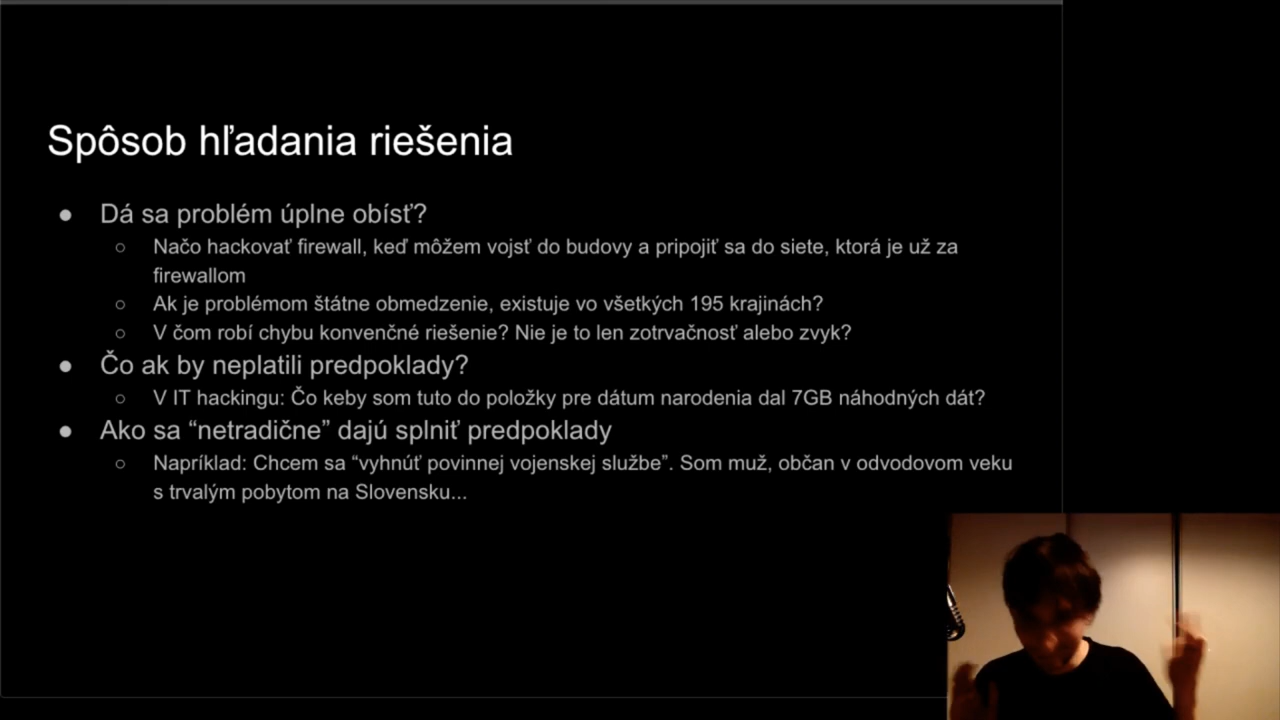 Spôsob hľadania riešenia
● Dá sa problém úplne obísť?
○ Načo hackovať firewall, keď môžem vojsť do budovy a pripojiť sa do siete, ktorá je už za
firewallom
○ Ak je problémom štátne obmedzenie, existuje vo všetkých 195 krajinách?
○ V čom robí chybu konvenčné riešenie? Nie je to len zotrvačnosť alebo zvyk?
● Čo ak by neplatili predpoklady?
○ V IT hackingu: Čo keby som tuto do položky pre dátum narodenia dal 7GB náhodných dát?
● Ako sa “netradične” dajú splniť predpoklady
○ Napríklad: Chcem sa “vyhnúť povinnej vojenskej službe”. Som muž, občan v odvodovom veku
s trvalým pobytom na Slovensku...